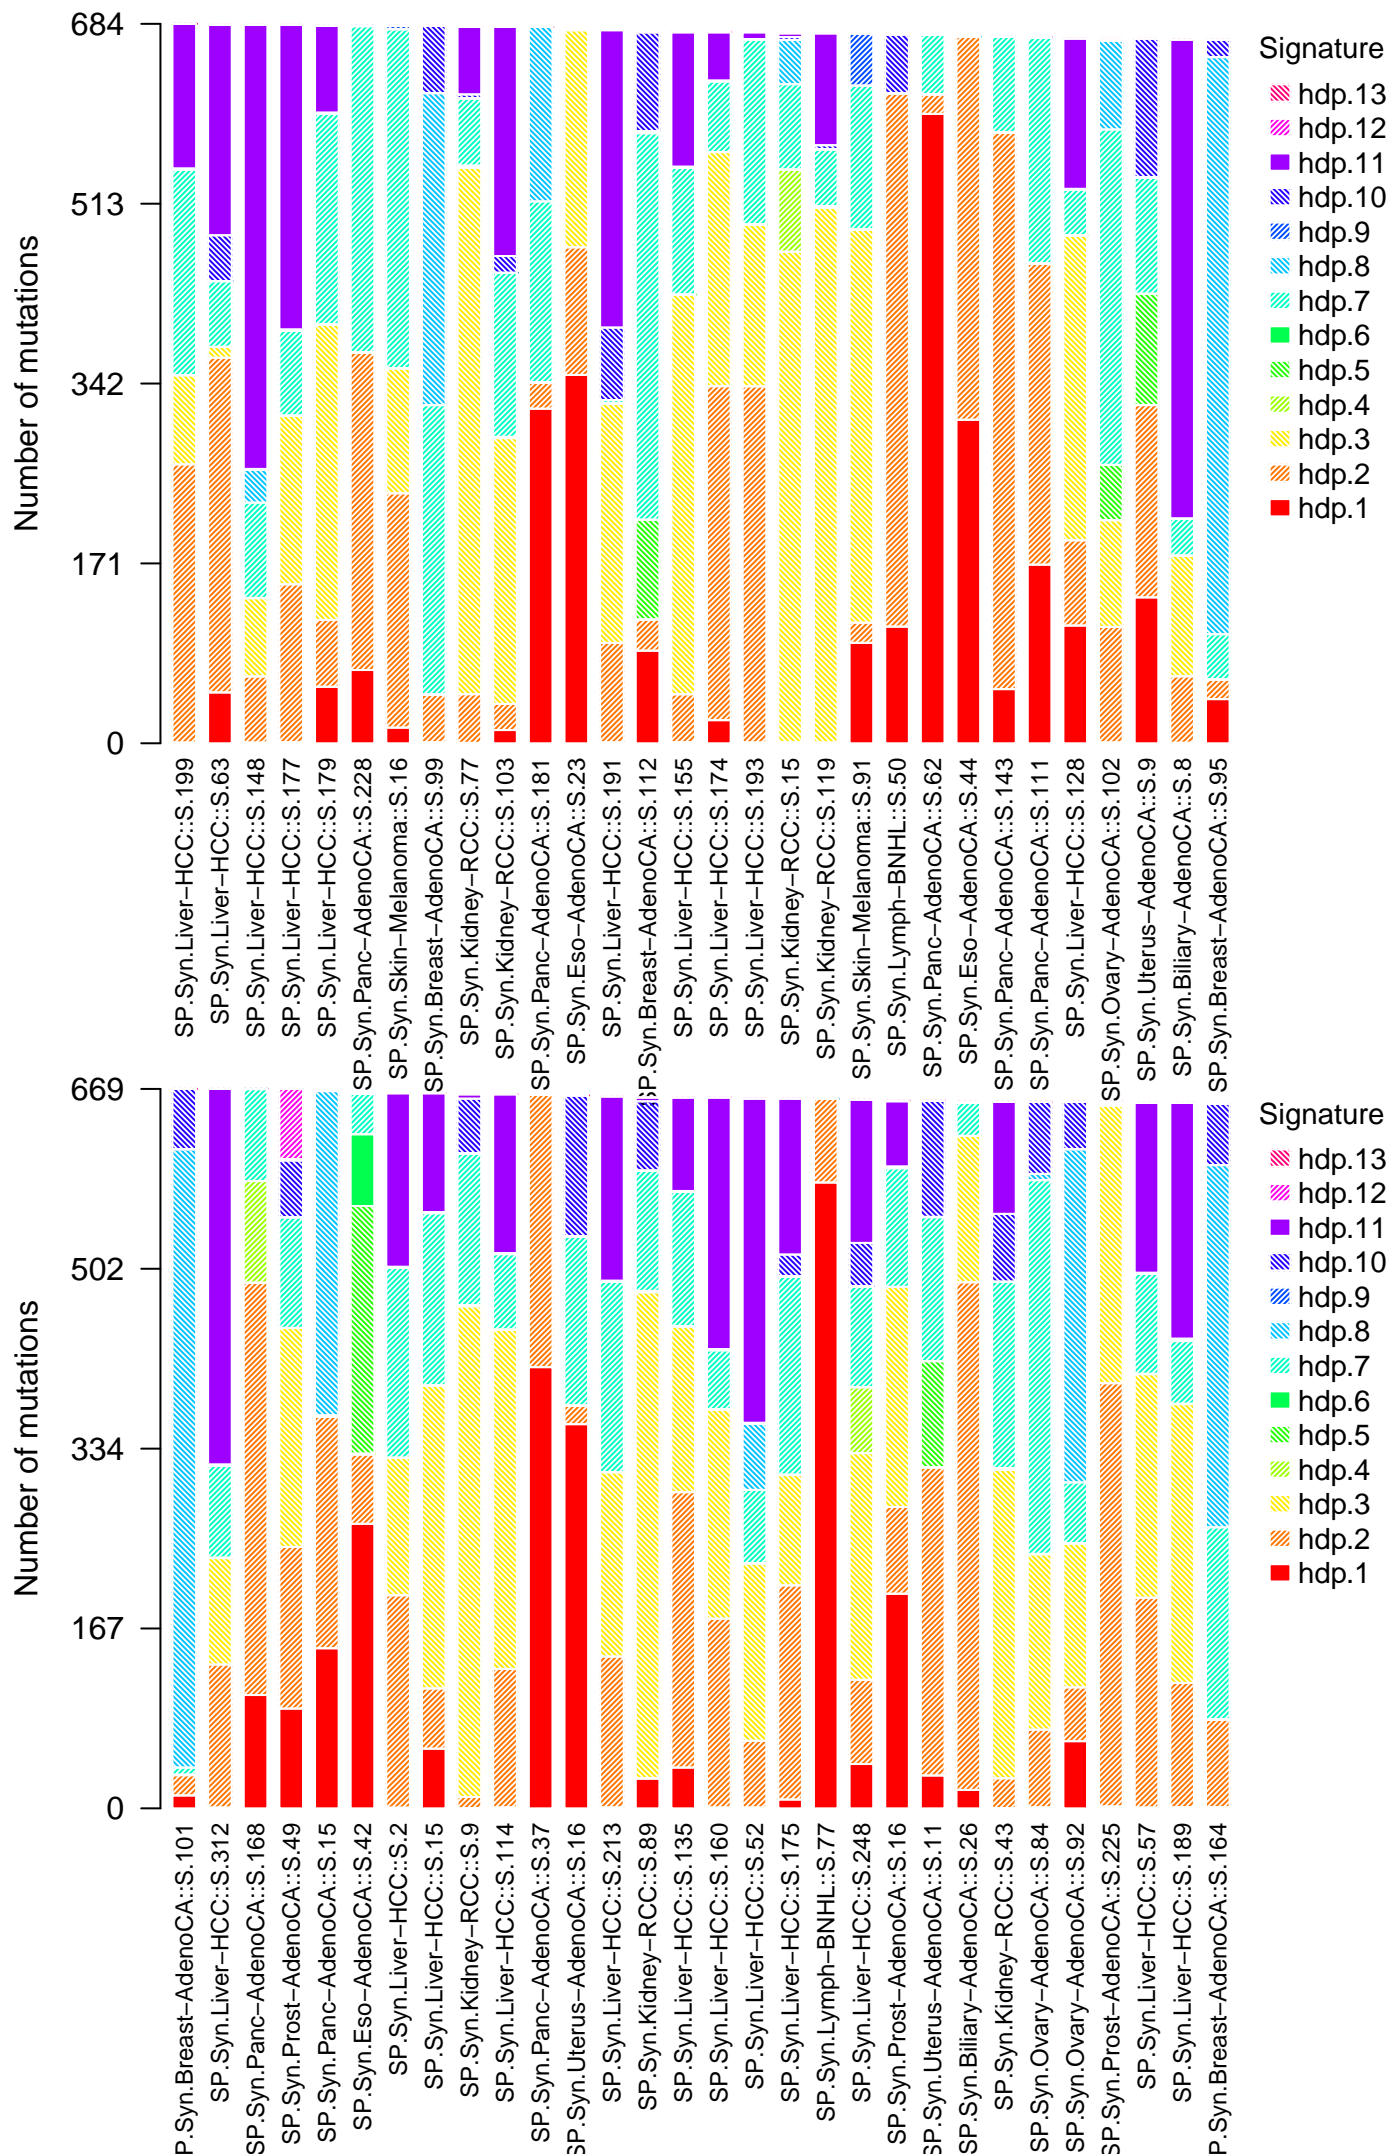 Number of mutations
684
513
342
171
0
Signature
hdp.13
hdp.12
hdp.11
hdp.10
hdp.9
hdp.8
hdp.7
hdp.6
hdp.5
hdp.4
hdp.3
hdp.2
hdp.1
SP.Syn.Liver−HCC::S.199
SP.Syn.Liver−HCC::S.63
SP.Syn.Liver−HCC::S.148
SP.Syn.Liver−HCC::S.177
SP.Syn.Liver−HCC::S.179
SP.Syn.Panc−AdenoCA::S.228
SP.Syn.Skin−Melanoma::S.16
SP.Syn.Breast−AdenoCA::S.99
SP.Syn.Kidney−RCC::S.77
SP.Syn.Kidney−RCC::S.103
SP.Syn.Panc−AdenoCA::S.181
SP.Syn.Eso−AdenoCA::S.23
SP.Syn.Liver−HCC::S.191
SP.Syn.Breast−AdenoCA::S.112
SP.Syn.Liver−HCC::S.155
SP.Syn.Liver−HCC::S.174
SP.Syn.Liver−HCC::S.193
SP.Syn.Kidney−RCC::S.15
SP.Syn.Kidney−RCC::S.119
SP.Syn.Skin−Melanoma::S.91
SP.Syn.Lymph−BNHL::S.50
SP.Syn.Panc−AdenoCA::S.62
SP.Syn.Eso−AdenoCA::S.44
SP.Syn.Panc−AdenoCA::S.143
SP.Syn.Panc−AdenoCA::S.111
SP.Syn.Liver−HCC::S.128
SP.Syn.Ovary−AdenoCA::S.102
SP.Syn.Uterus−AdenoCA::S.9
SP.Syn.Biliary−AdenoCA::S.8
SP.Syn.Breast−AdenoCA::S.95
Number of mutations
669
502
334
167
0
Signature
hdp.13
hdp.12
hdp.11
hdp.10
hdp.9
hdp.8
hdp.7
hdp.6
hdp.5
hdp.4
hdp.3
hdp.2
hdp.1
SP.Syn.Breast−AdenoCA::S.101
SP.Syn.Liver−HCC::S.312
SP.Syn.Panc−AdenoCA::S.168
SP.Syn.Prost−AdenoCA::S.49
SP.Syn.Panc−AdenoCA::S.15
SP.Syn.Eso−AdenoCA::S.42
SP.Syn.Liver−HCC::S.2
SP.Syn.Liver−HCC::S.15
SP.Syn.Kidney−RCC::S.9
SP.Syn.Liver−HCC::S.114
SP.Syn.Panc−AdenoCA::S.37
SP.Syn.Uterus−AdenoCA::S.16
SP.Syn.Liver−HCC::S.213
SP.Syn.Kidney−RCC::S.89
SP.Syn.Liver−HCC::S.135
SP.Syn.Liver−HCC::S.160
SP.Syn.Liver−HCC::S.52
SP.Syn.Liver−HCC::S.175
SP.Syn.Lymph−BNHL::S.77
SP.Syn.Liver−HCC::S.248
SP.Syn.Prost−AdenoCA::S.16
SP.Syn.Uterus−AdenoCA::S.11
SP.Syn.Biliary−AdenoCA::S.26
SP.Syn.Kidney−RCC::S.43
SP.Syn.Ovary−AdenoCA::S.84
SP.Syn.Ovary−AdenoCA::S.92
SP.Syn.Prost−AdenoCA::S.225
SP.Syn.Liver−HCC::S.57
SP.Syn.Liver−HCC::S.189
SP.Syn.Breast−AdenoCA::S.164